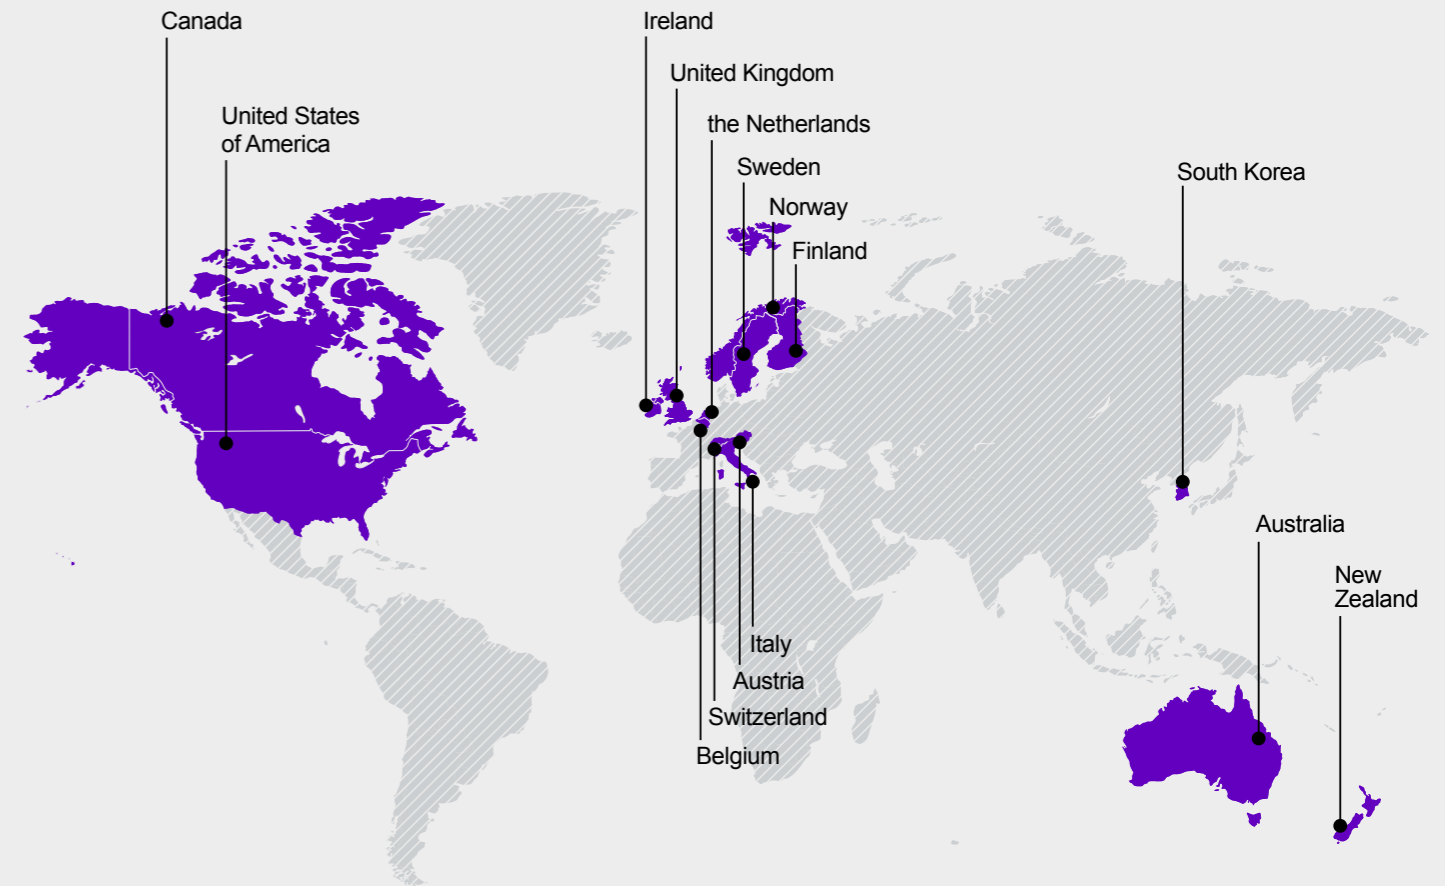 Canada
Ireland
United Kingdom
United States
of America
the Netherlands
Sweden
South Korea
Norway
Finland
Australia
New
Zealand
Italy
Austria
Switzerland
Belgium